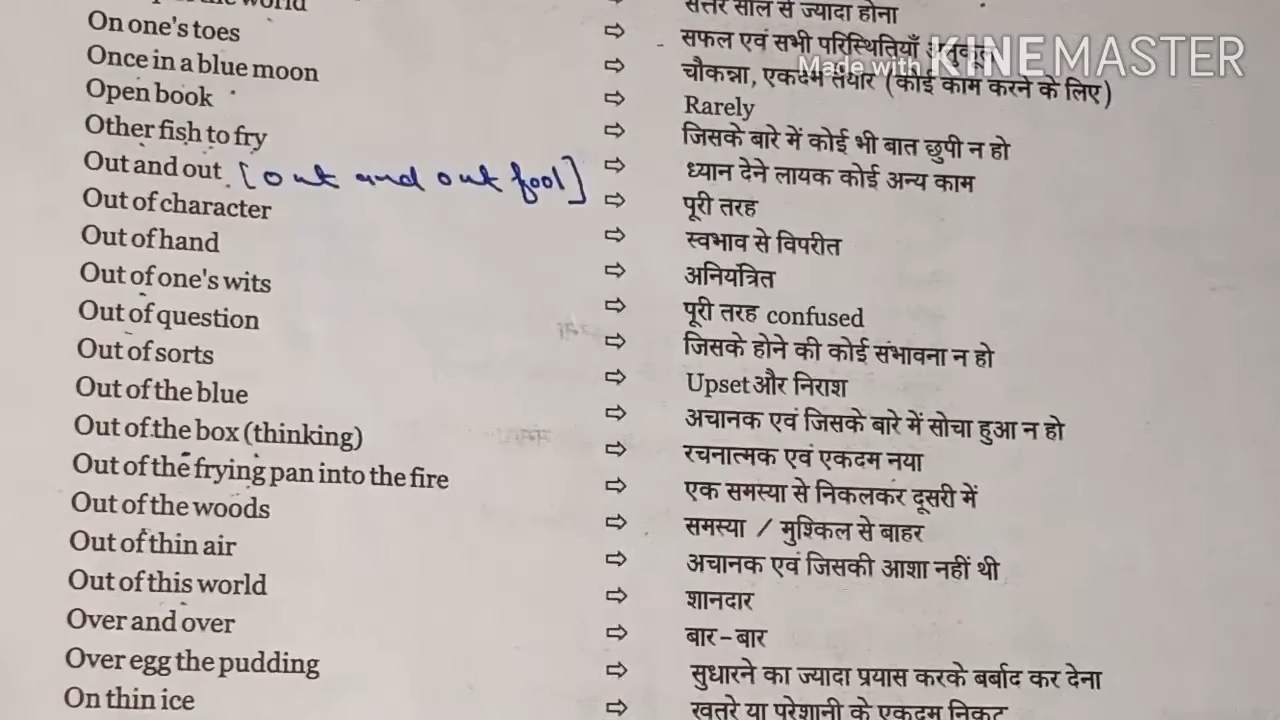 सत्तर साल से ज्यादा होना
the world ⇨ सफल एवं सभी परिस्थितियाँ
Made with KINEMASTER
On one's toes ⇨ चौकन्ना, एकदम तैयार (कोई काम करने के लिए)
Once in a blue moon ⇨ Rarely
Open book ⇨ जिसके बारे में कोई भी बात छुपी न हो
Other fish to fry ⇨ ध्यान देने लायक कोई अन्य काम
Out and out [out and out fool] ⇨ पूरी तरह
Out of character ⇨ स्वभाव से विपरीत
Out of hand ⇨ अनियंत्रित
Out of one's wits ⇨ पूरी तरह confused
Out of question ⇨ जिसके होने की कोई संभावना न हो
Out of sorts ⇨ Upset और निराश
Out of the blue ⇨ अचानक एवं जिसके बारे में सोचा हुआ न हो
Out of the box (thinking) ⇨ रचनात्मक एवं एकदम नया
Out of the frying pan into the fire ⇨ एक समस्या से निकलकर दूसरी में
Out of the woods ⇨ समस्या / मुश्किल से बाहर
Out of thin air ⇨ अचानक एवं जिसकी आशा नहीं थी
Out of this world ⇨ शानदार
Over and over ⇨ बार-बार
Over egg the pudding ⇨ सुधारने का ज्यादा प्रयास करके बर्बाद कर देना
On thin ice ⇨ खतरे या परेशानी के एकदम निकट